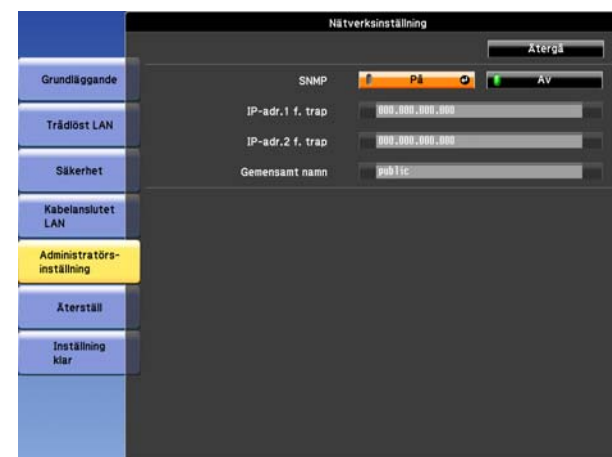 Nätverksinställning
Återgå
Grundläggande
Trådlöst LAN
Säkerhet
Kabelanslutet
LAN
Administratörs-
inställning
Återställ
Inställning
klar
SNMP
På
Av
IP-adr.1 f. trap
000.000.000.000
IP-adr.2 f. trap
000.000.000.000
Gemensamt namn
public